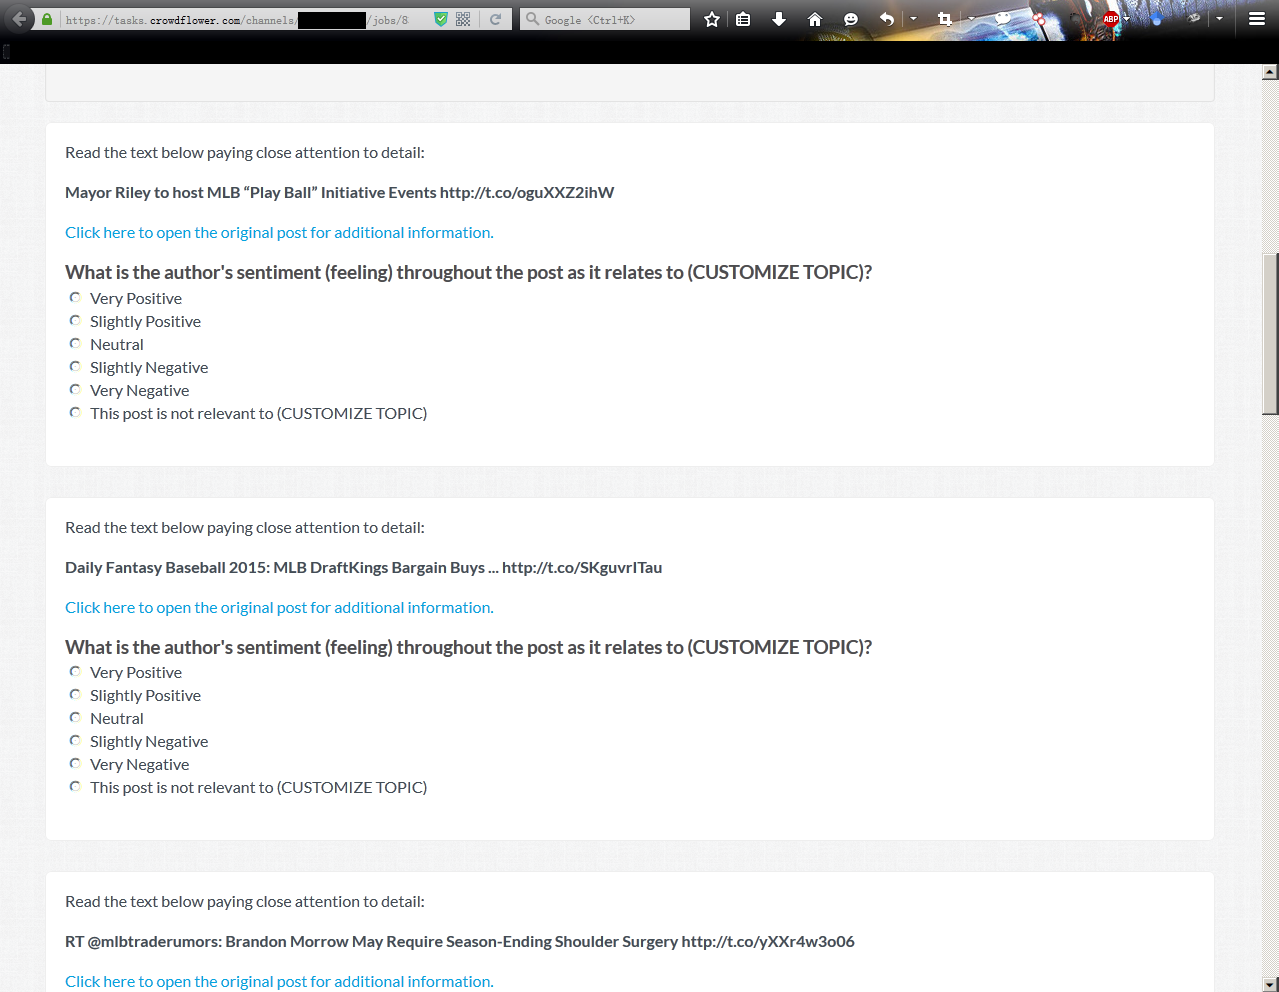 https://tasks.crowdflower.com/channels/ /jobs/8
Google <Ctrl+K>
ABP
Read the text below paying close attention to detail:
Mayor Riley to host MLB “Play Ball” Initiative Events http://t.co/oguXXZ2ihW
Click here to open the original post for additional information.
What is the author's sentiment (feeling) throughout the post as it relates to (CUSTOMIZE TOPIC)?
Very Positive
Slightly Positive
Neutral
Slightly Negative
Very Negative
This post is not relevant to (CUSTOMIZE TOPIC)
Read the text below paying close attention to detail:
Daily Fantasy Baseball 2015: MLB DraftKings Bargain Buys ... http://t.co/SKguvrITau
Click here to open the original post for additional information.
What is the author's sentiment (feeling) throughout the post as it relates to (CUSTOMIZE TOPIC)?
Very Positive
Slightly Positive
Neutral
Slightly Negative
Very Negative
This post is not relevant to (CUSTOMIZE TOPIC)
Read the text below paying close attention to detail:
RT @mlbtraderumors: Brandon Morrow May Require Season-Ending Shoulder Surgery http://t.co/yXXr4w3o06
Click here to open the original post for additional information.